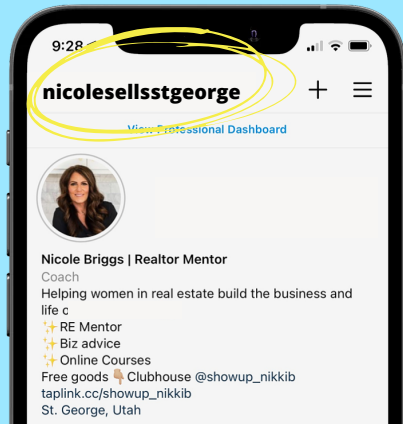 9:28
nicolesellsstgeorge
View Professional Dashboard
Nicole Briggs | Realtor Mentor
Coach
Helping women in real estate build the business and
life
✨RE Mentor
✨Biz advice
✨Online Courses
Free goods 👇🏼Clubhouse @showup_nikkib
taplink.cc/showup_nikkib
St. George, Utah